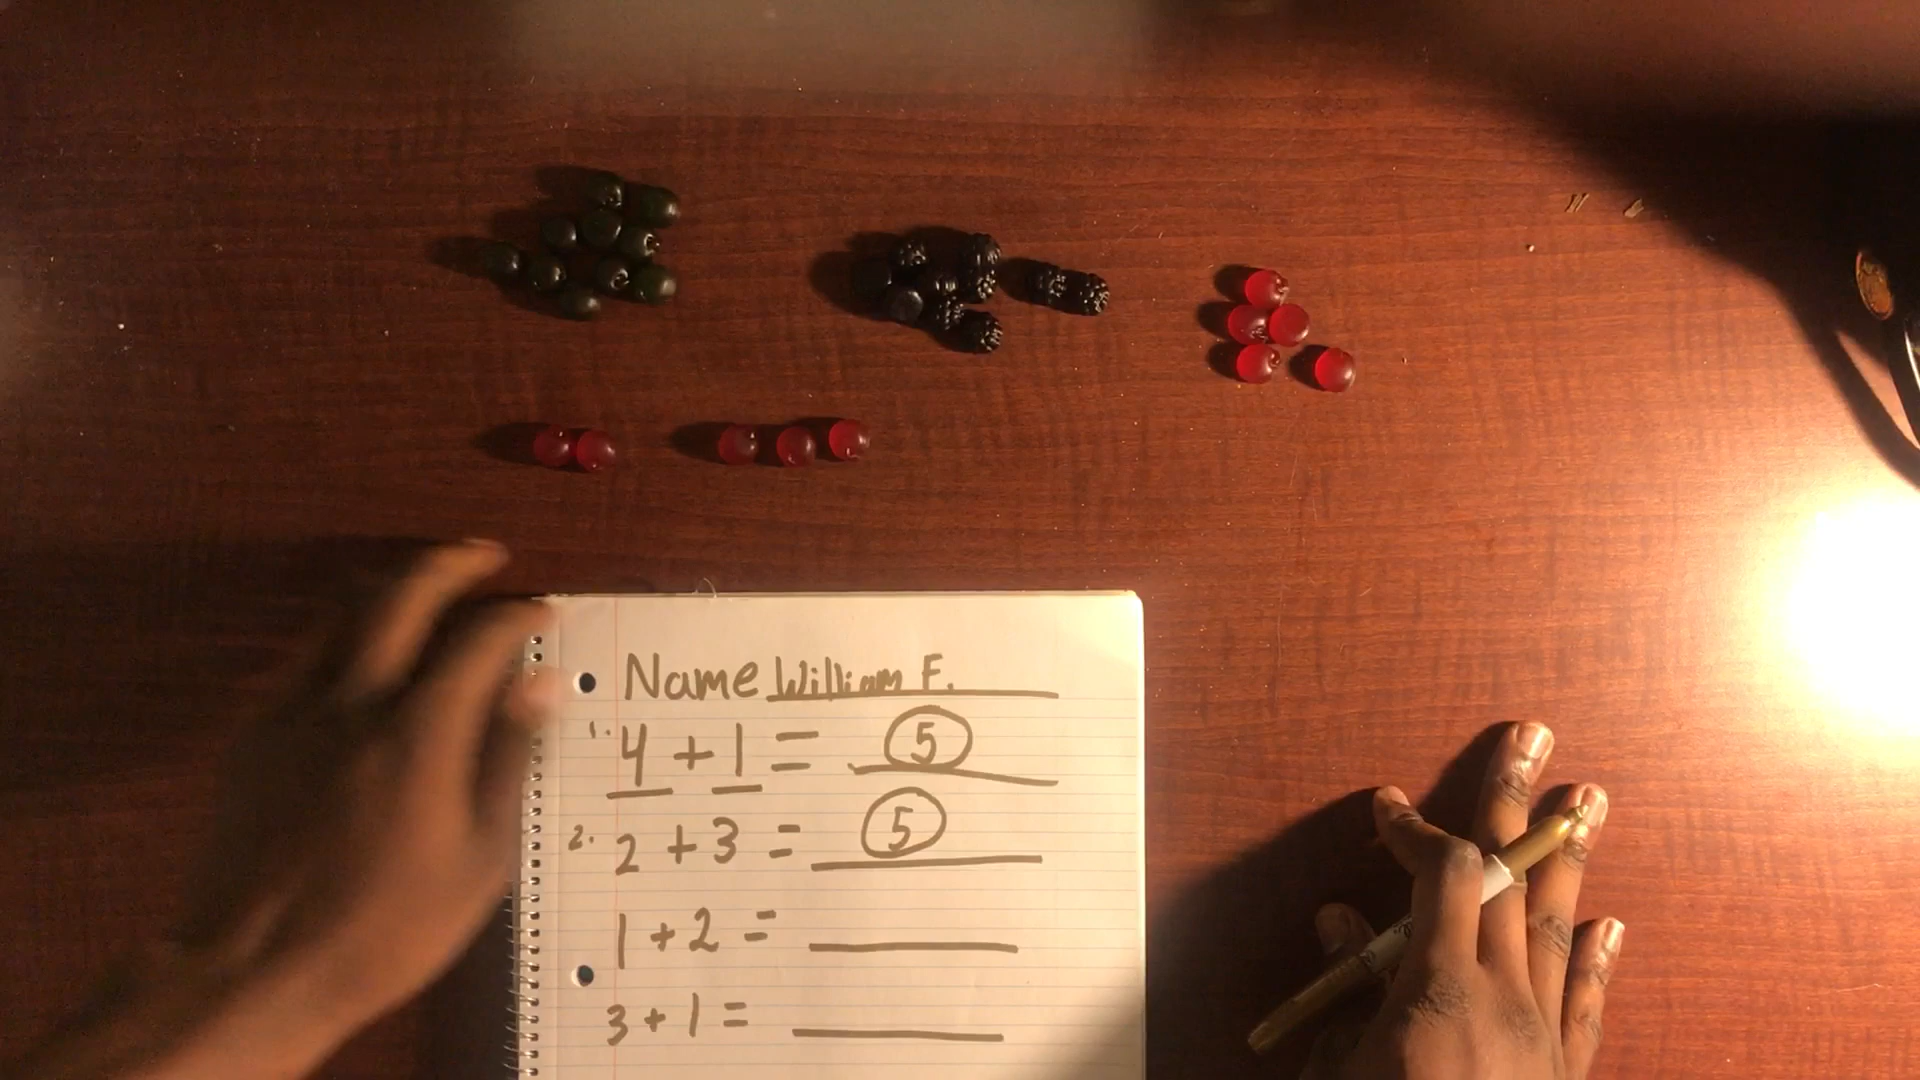 Name William F.
1. 4 + 1 = 5
2. 2 + 3 = 5
1 + 2 =
3 + 1 =